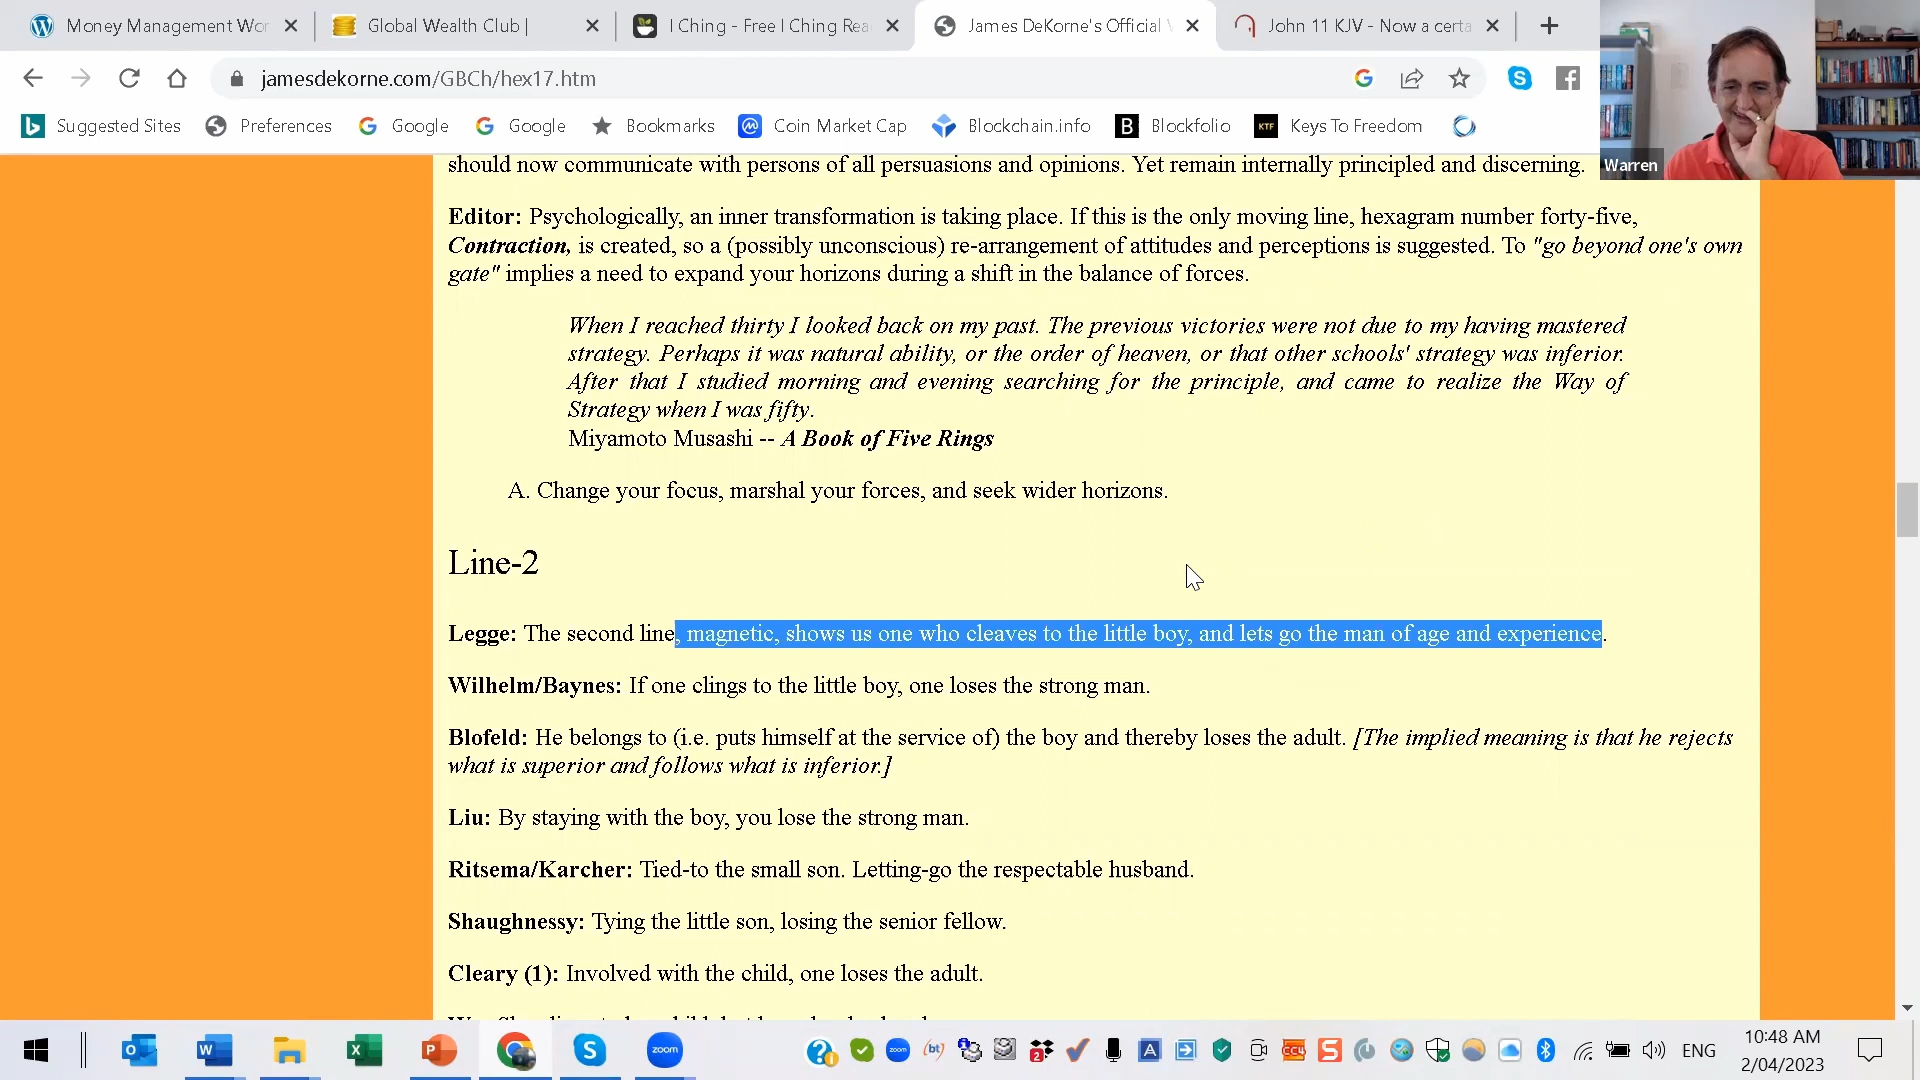 Money Management Wor
Global Wealth Club |
I Ching - Free I Ching Rea
James DeKorne's Official
John 11 KJV - Now a certa
jamesdekorne.com/GBCh/hex17.htm
Suggested Sites
Preferences
Google
Google
Bookmarks
Coin Market Cap
Blockchain.info
Blockfolio
KTF
Keys To Freedom
Warren
should now communicate with persons of all persuasions and opinions. Yet remain internally principled and discerning.
Editor: Psychologically, an inner transformation is taking place. If this is the only moving line, hexagram number forty-five,
Contraction, is created, so a (possibly unconscious) re-arrangement of attitudes and perceptions is suggested. To "go beyond one's own
gate" implies a need to expand your horizons during a shift in the balance of forces.
When I reached thirty I looked back on my past. The previous victories were not due to my having mastered
strategy. Perhaps it was natural ability, or the order of heaven, or that other schools' strategy was inferior.
After that I studied morning and evening searching for the principle, and came to realize the Way of
Strategy when I was fifty.
Miyamoto Musashi -- A Book of Five Rings
A. Change your focus, marshal your forces, and seek wider horizons.
Line-2
Legge: The second line, magnetic, shows us one who cleaves to the little boy, and lets go the man of age and experience.
Wilhelm/Baynes: If one clings to the little boy, one loses the strong man.
Blofeld: He belongs to (i.e. puts himself at the service of) the boy and thereby loses the adult. [The implied meaning is that he rejects
what is superior and follows what is inferior.]
Liu: By staying with the boy, you lose the strong man.
Ritsema/Karcher: Tied-to the small son. Letting-go the respectable husband.
Shaughnessy: Tying the little son, losing the senior fellow.
Cleary (1): Involved with the child, one loses the adult.
zoom
zoom
ENG
10:48 AM
2/04/2023